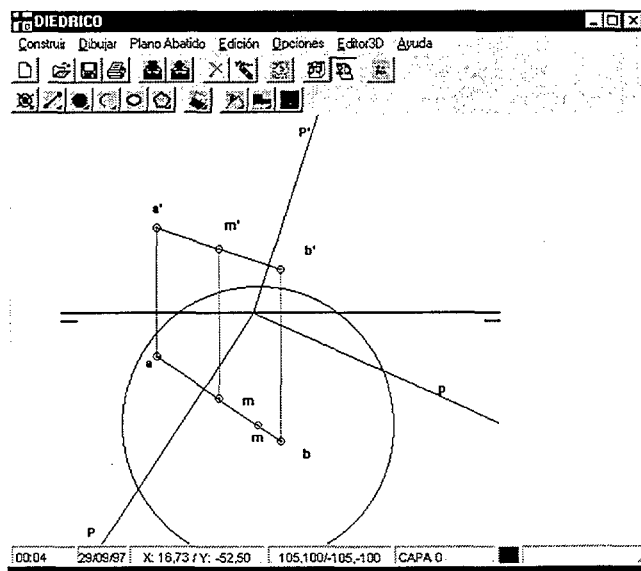 DIEDRICO
Construir Dibujar Plano Abatido Edición Opciones Editor3D Ayuda
P'
a'
m'
b'
a
m
m
b
p
P
00:04 29/09/97 X: 16,73 / Y: -52,50 105,100/-105,-100 CAPA 0